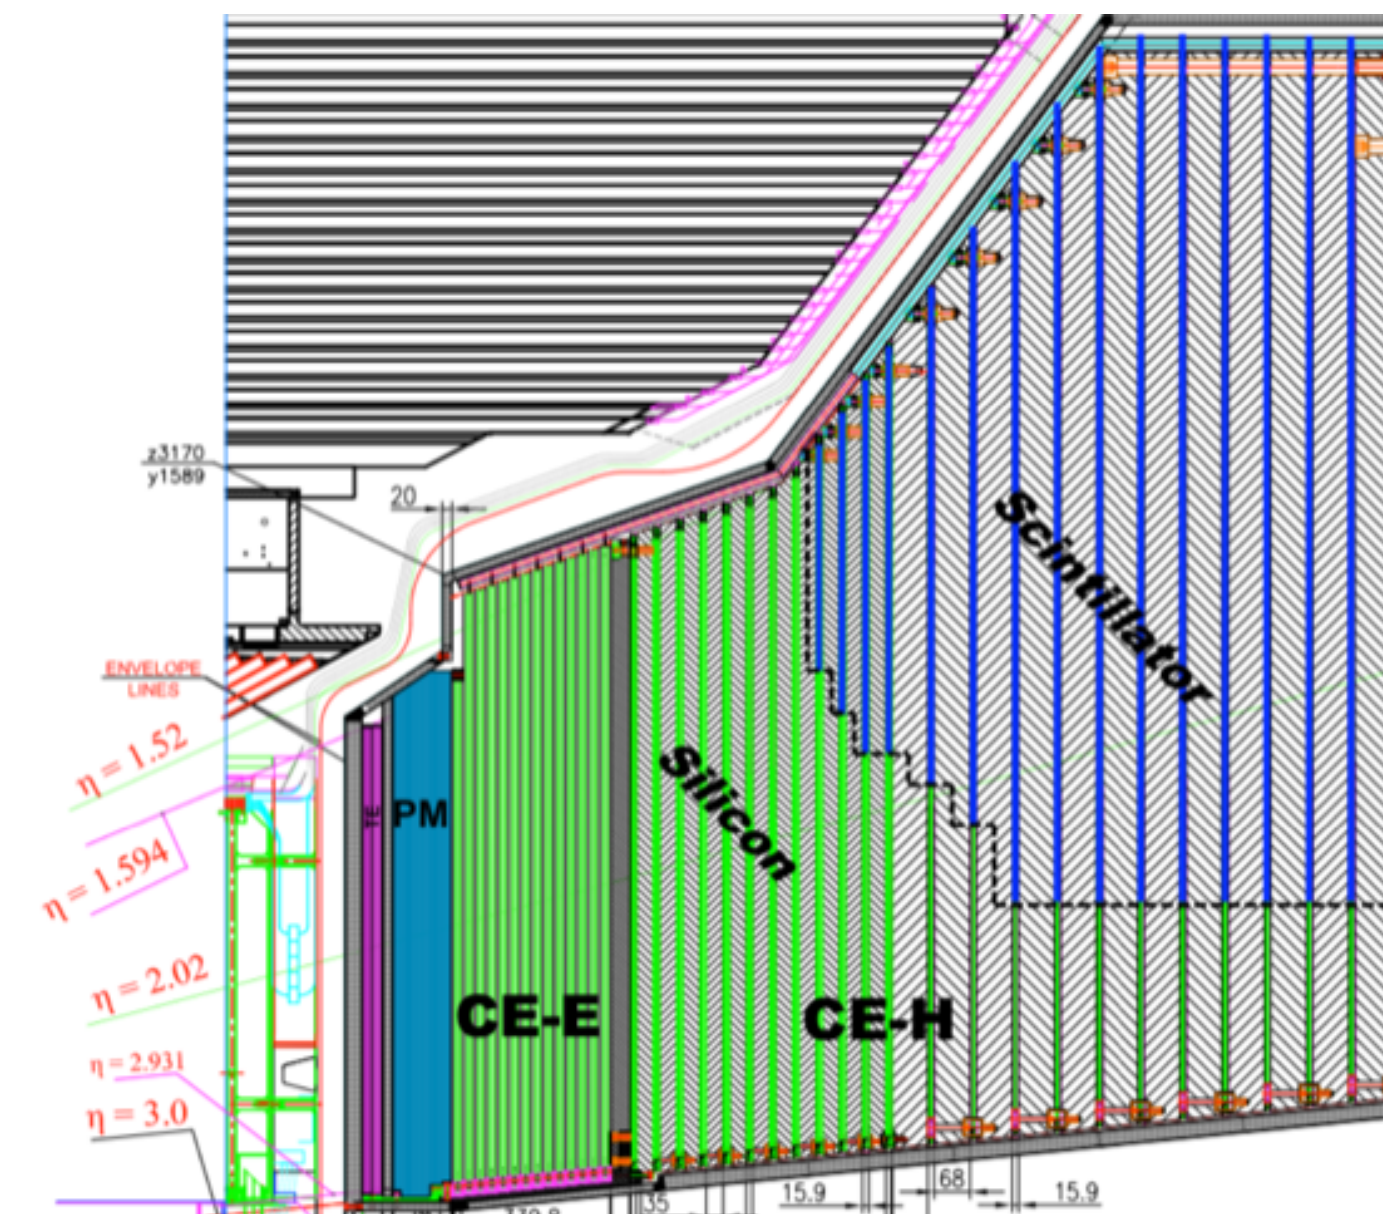 z3170
y1589
20
ENVELOPE
LINES
η = 1.52
η = 1.594
η = 2.02
η = 2.931
η = 3.0
TE
PM
CE-E
Silicon
CE-H
Scintillator
35
15.9
68
15.9